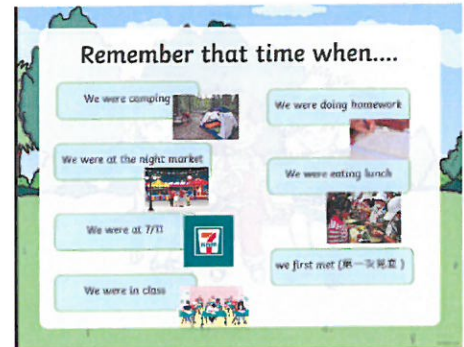 Remember that time when....
We were camping
We were at the night market
We were at 7/11
We were in class
We were doing homework
We were eating lunch
we first met (第一次見意)